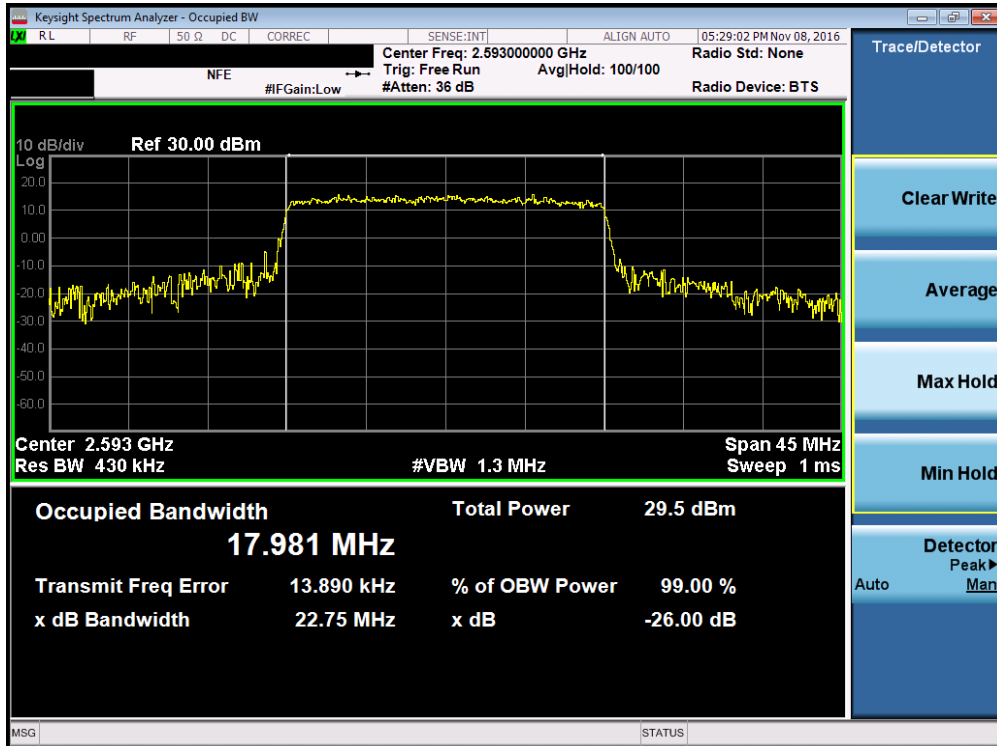 Keysight Spectrum Analyzer - Occupied BW
LXI RL RF 50 Ω DC CORREC SENSE:INT ALIGN AUTO 05:29:02 PM Nov 08, 2016
Center Freq: 2.593000000 GHz Radio Std: None
NFE Trig: Free Run Avg|Hold: 100/100
#IFGain:Low #Atten: 36 dB Radio Device: BTS
Trace/Detector
10 dB/div Ref 30.00 dBm
Log
20.0
10.0
0.00
-10.0
-20.0
-30.0
-40.0
-50.0
-60.0
Center 2.593 GHz Span 45 MHz
Res BW 430 kHz #VBW 1.3 MHz Sweep 1 ms
Occupied Bandwidth Total Power 29.5 dBm
17.981 MHz
Transmit Freq Error 13.890 kHz % of OBW Power 99.00 %
x dB Bandwidth 22.75 MHz x dB -26.00 dB
Clear Write
Average
Max Hold
Min Hold
Detector
Peak
Auto Man
MSG STATUS